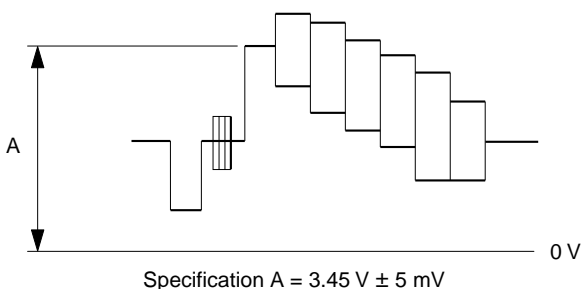 A
0 V
Specification A = 3.45 V ± 5 mV